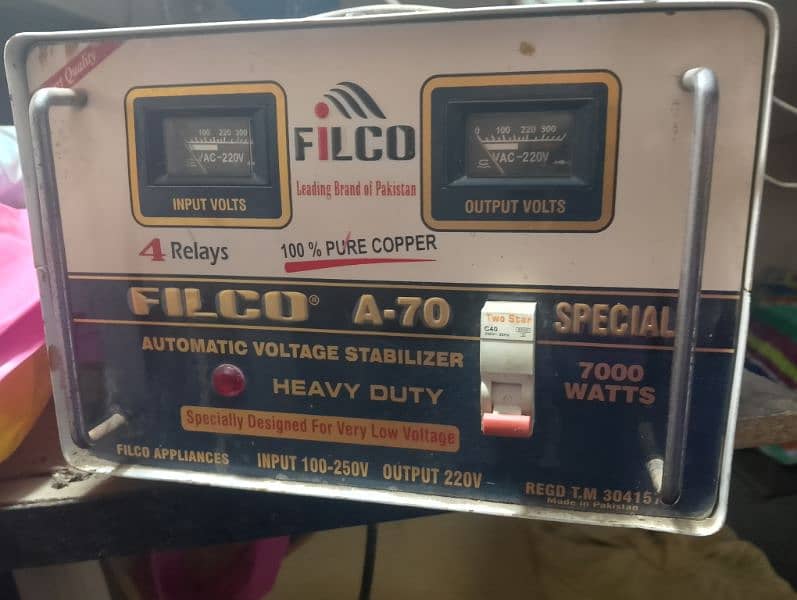 Quality
100 220 300
VAC-220V
INPUT VOLTS
FILCO
Leading Brand of Pakistan
0 100 220 300
VAC-220V
OUTPUT VOLTS
4 Relays
100 % PURE COPPER
FILCO® A-70 SPECIAL
Two Star
C40
AUTOMATIC VOLTAGE STABILIZER
HEAVY DUTY
7000
WATTS
Specially Designed For Very Low Voltage
FILCO APPLIANCES INPUT 100-250V OUTPUT 220V
REGD T.M 304157
Made in Pakistan